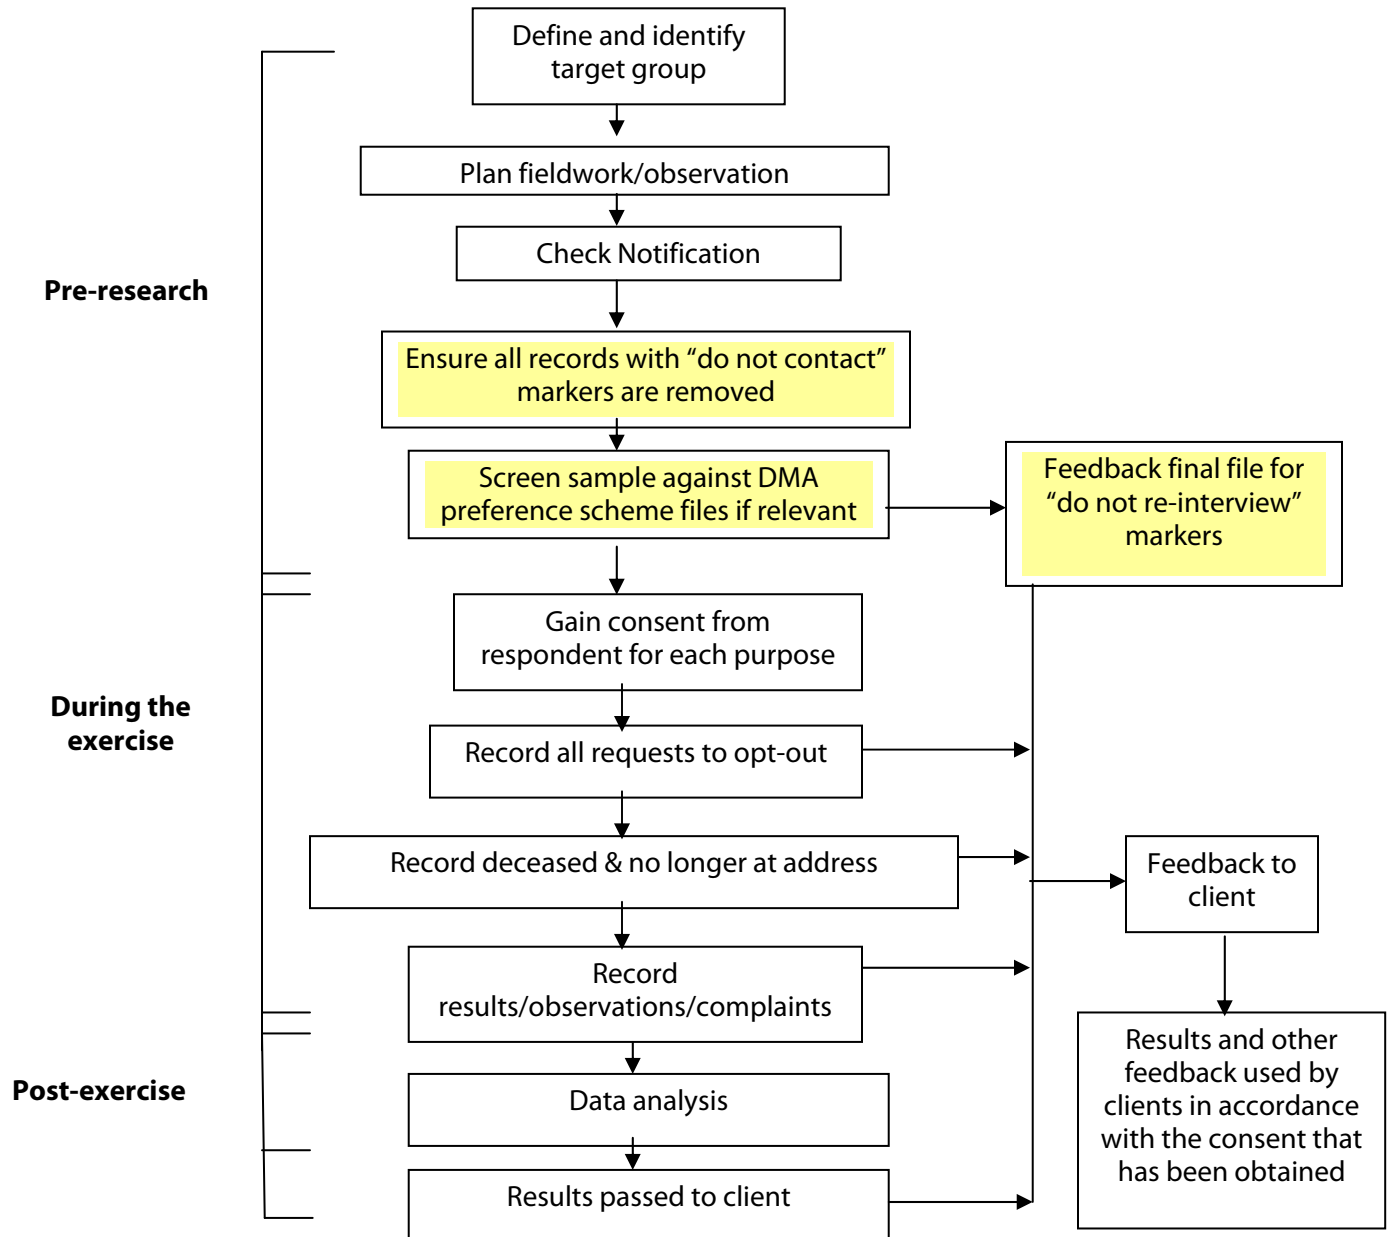 Define and identify
target group
Plan fieldwork/observation
Check Notification
Pre-research
Ensure all records with “do not contact”
markers are removed
Screen sample against DMA
preference scheme files if relevant
Feedback final file for
“do not re-interview”
markers
Gain consent from
respondent for each purpose
During the
exercise
Record all requests to opt-out
Record deceased & no longer at address
Feedback to
client
Record
results/observations/complaints
Results and other
feedback used by
clients in accordance
with the consent that
has been obtained
Post-exercise
Data analysis
Results passed to client